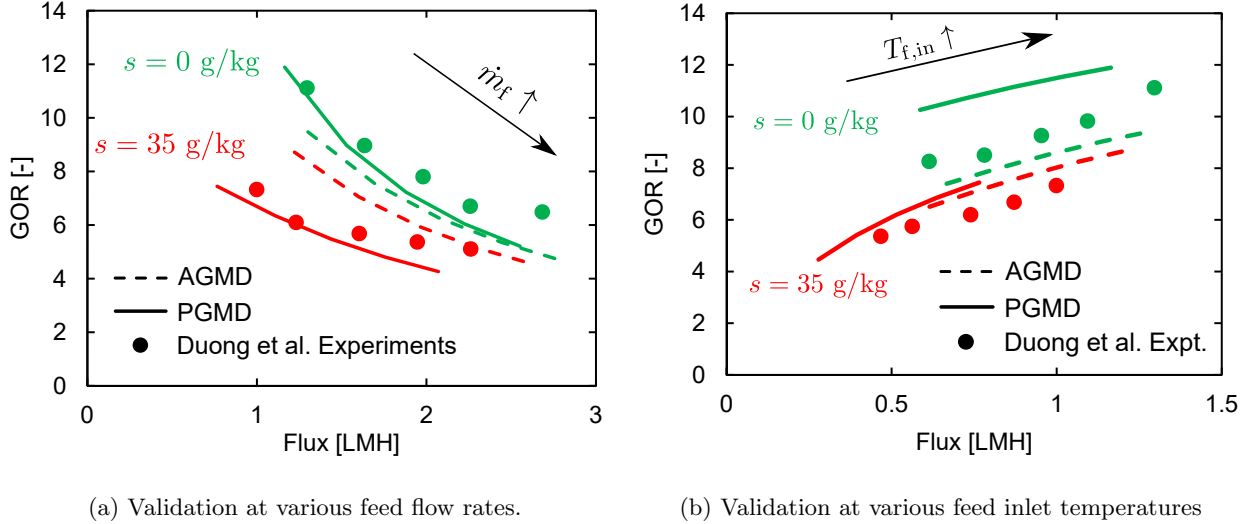 14
12
10
8
6
4
2
0
GOR [-]
s = 0 g/kg
s = 35 g/kg
ṁf ↑
AGMD
PGMD
Duong et al. Experiments
0
1
2
3
Flux [LMH]
(a) Validation at various feed flow rates.
14
12
10
8
6
4
2
0
GOR [-]
Tf,in ↑
s = 0 g/kg
s = 35 g/kg
AGMD
PGMD
Duong et al. Expt.
0
0.5
1
1.5
Flux [LMH]
(b) Validation at various feed inlet temperatures